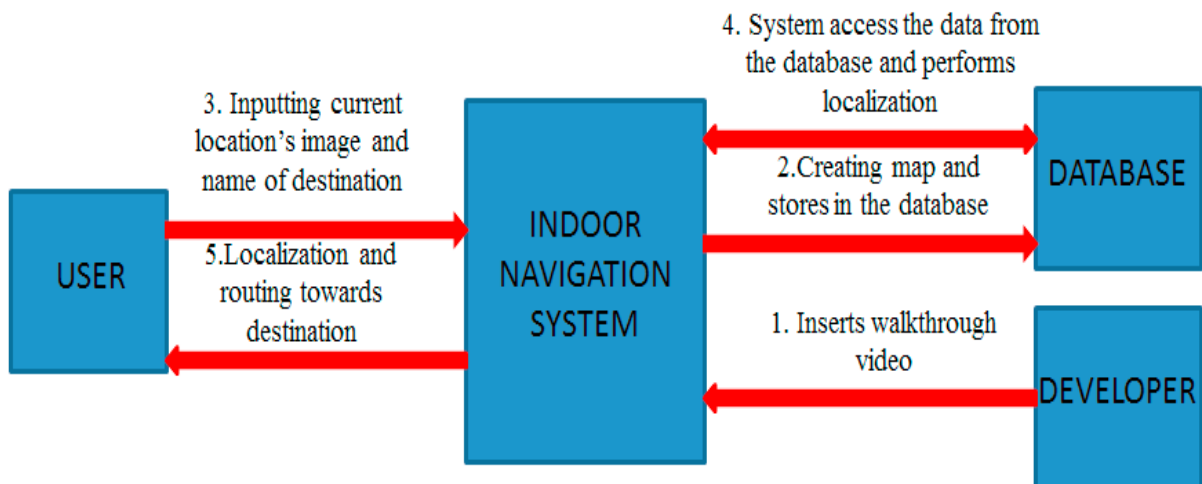 4. System access the data from
the database and performs
localization
3. Inputting current
location’s image and
name of destination
2.Creating map and
stores in the database
DATABASE
USER
5.Localization and
routing towards
destination
INDOOR
NAVIGATION
SYSTEM
1. Inserts walkthrough
video
DEVELOPER